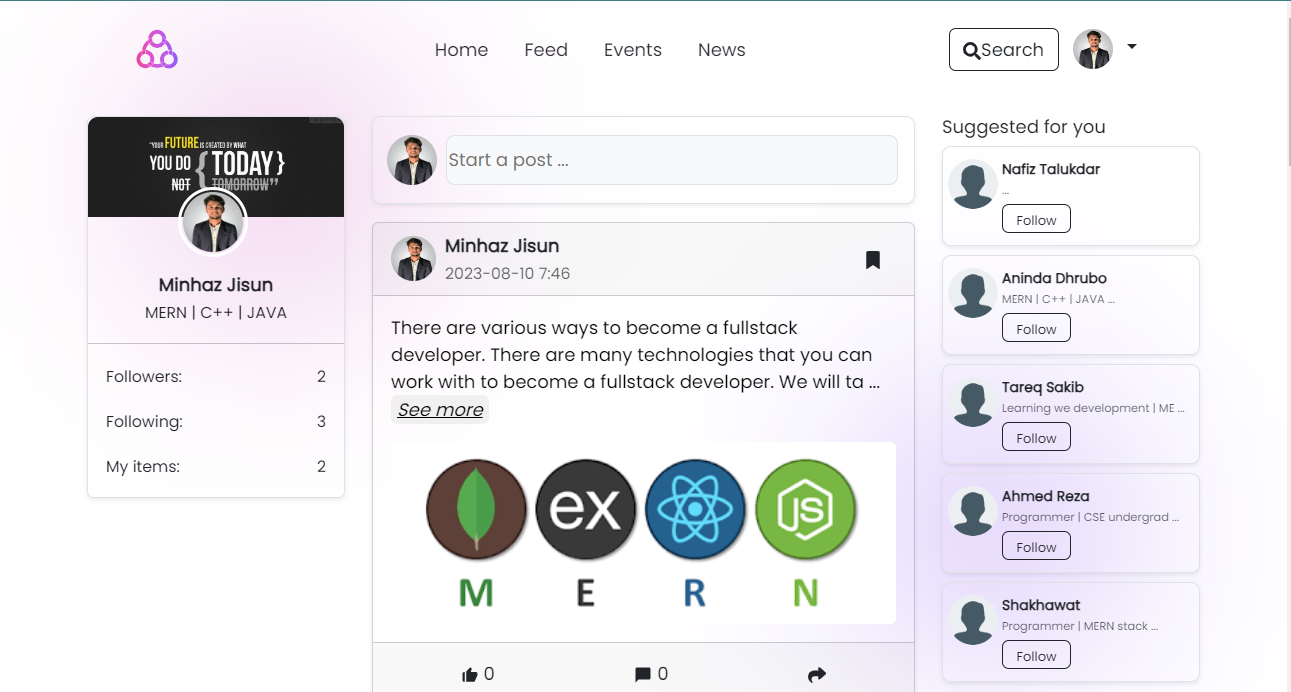 Home Feed Events News
Search
"YOUR FUTURE IS CREATED BY WHAT
YOU DO { TODAY }
NOT TOMORROW"
Minhaz Jisun
MERN | C++ | JAVA
Followers: 2
Following: 3
My items: 2
Start a post ...
Minhaz Jisun
2023-08-10 7:46
There are various ways to become a fullstack
developer. There are many technologies that you can
work with to become a fullstack developer. We will ta ...
See more
ex
JS
M E R N
0 0
Suggested for you
Nafiz Talukdar
...
Follow
Aninda Dhrubo
MERN | C++ | JAVA ...
Follow
Tareq Sakib
Learning we development | ME ...
Follow
Ahmed Reza
Programmer | CSE undergrad ...
Follow
Shakhawat
Programmer | MERN stack ...
Follow